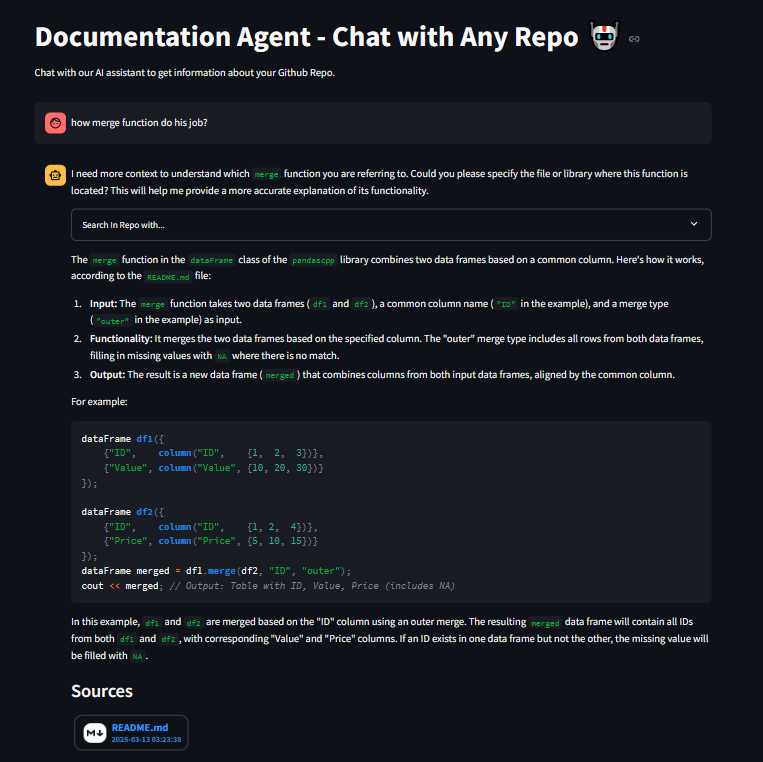 Documentation Agent - Chat with Any Repo
Chat with our AI assistant to get information about your Github Repo.
how merge function do his job?
I need more context to understand which merge function you are referring to. Could you please specify the file or library where this function is
located? This will help me provide a more accurate explanation of its functionality.
Search In Repo with...
The merge function in the dataFrame class of the pandascpp library combines two data frames based on a common column. Here's how it works,
according to the README.md file:
1. Input: The merge function takes two data frames ( df1 and df2 ), a common column name ( "ID" in the example), and a merge type
( "outer" in the example) as input.
2. Functionality: It merges the two data frames based on the specified column. The "outer" merge type includes all rows from both data frames,
filling in missing values with NA where there is no match.
3. Output: The result is a new data frame ( merged ) that combines columns from both input data frames, aligned by the common column.
For example:
dataFrame df1({
    {"ID",    column("ID",    {1,  2,  3})},
    {"Value", column("Value", {10, 20, 30})}
});
dataFrame df2({
    {"ID",    column("ID",    {1, 2,  4})},
    {"Price", column("Price", {5, 10, 15})}
});
dataFrame merged = df1.merge(df2, "ID", "outer");
cout << merged; // Output: Table with ID, Value, Price (includes NA)
In this example, df1 and df2 are merged based on the "ID" column using an outer merge. The resulting merged data frame will contain all IDs
from both df1 and df2 , with corresponding "Value" and "Price" columns. If an ID exists in one data frame but not the other, the missing value will
be filled with NA .
Sources
README.md
2025-03-13 03:23:38